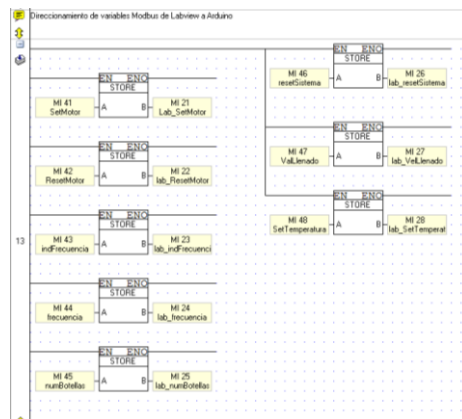 Direccionamiento de variables Modbus de Labview a Arduino
EN ENO
STORE
MI 41
SetMotor
A
B
MI 21
Lab_SetMotor
EN ENO
STORE
MI 42
ResetMotor
A
B
MI 22
lab_ResetMotor
13
EN ENO
STORE
MI 43
indFrecuencia
A
B
MI 23
lab_indFrecuenci
EN ENO
STORE
MI 44
frecuencia
A
B
MI 24
lab_frecuencia
EN ENO
STORE
MI 45
numBotellas
A
B
MI 25
lab_numBotellas
EN ENO
STORE
MI 46
resetSistema
A
B
MI 26
lab_resetSistema
EN ENO
STORE
MI 47
A
B
MI 27
EN ENO
STORE
MI 48
SetTemperatura
A
B
MI 28
lab_SetTemperat